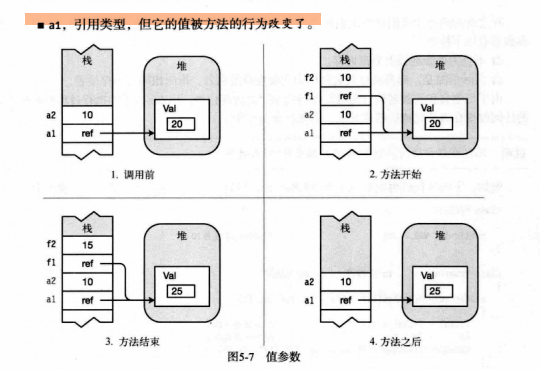 ■ a1，引用类型，但它的值被方法的行为改变了。
栈
堆
a2 10
a1 ref
Val
20
1. 调用前
栈
堆
f2 10
f1 ref
a2 10
a1 ref
Val
20
2. 方法开始
栈
堆
f2 15
f1 ref
a2 10
a1 ref
Val
25
3. 方法结束
栈
堆
a2 10
a1 ref
Val
25
4. 方法之后
图5-7 值参数